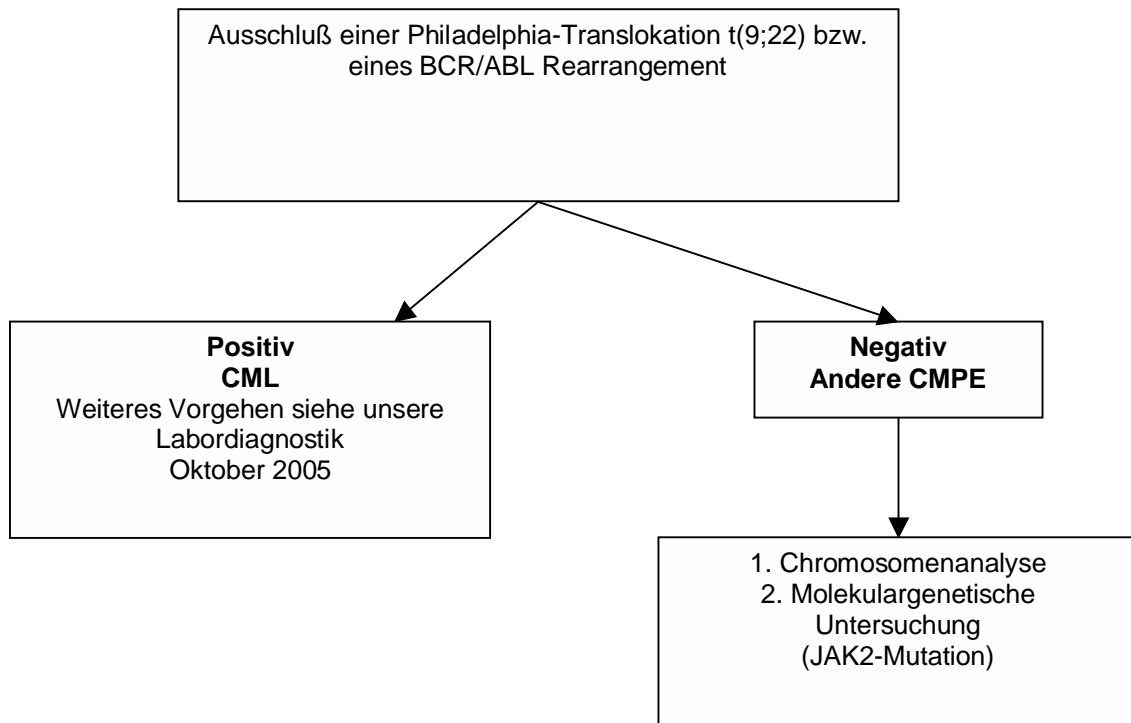 Ausschluß einer Philadelphia-Translokation t(9;22) bzw.
eines BCR/ABL Rearrangement
Positiv
CML
Weiteres Vorgehen siehe unsere
Labordiagnostik
Oktober 2005
Negativ
Andere CMPE
1. Chromosomenanalyse
2. Molekulargenetische
Untersuchung
(JAK2-Mutation)